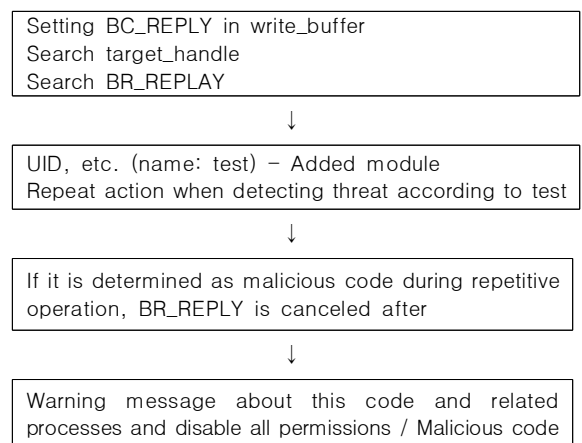 Setting BC_REPLY in write_buffer
Search target_handle
Search BR_REPLAY
↓
UID, etc. (name: test) – Added module
Repeat action when detecting threat according to test
↓
If it is determined as malicious code during repetitive
operation, BR_REPLY is canceled after
↓
Warning message about this code and related
processes and disable all permissions / Malicious code